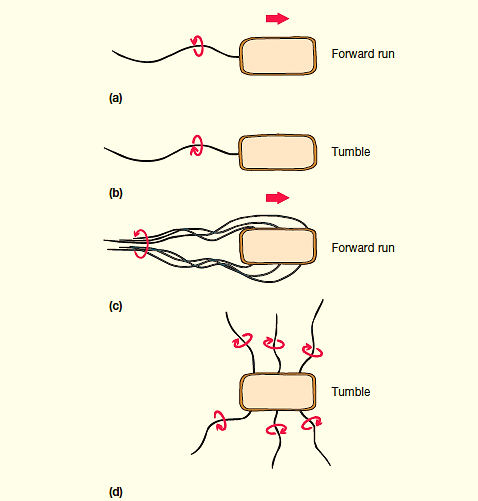 Forward run
(a)
Tumble
(b)
Forward run
(c)
Tumble
(d)